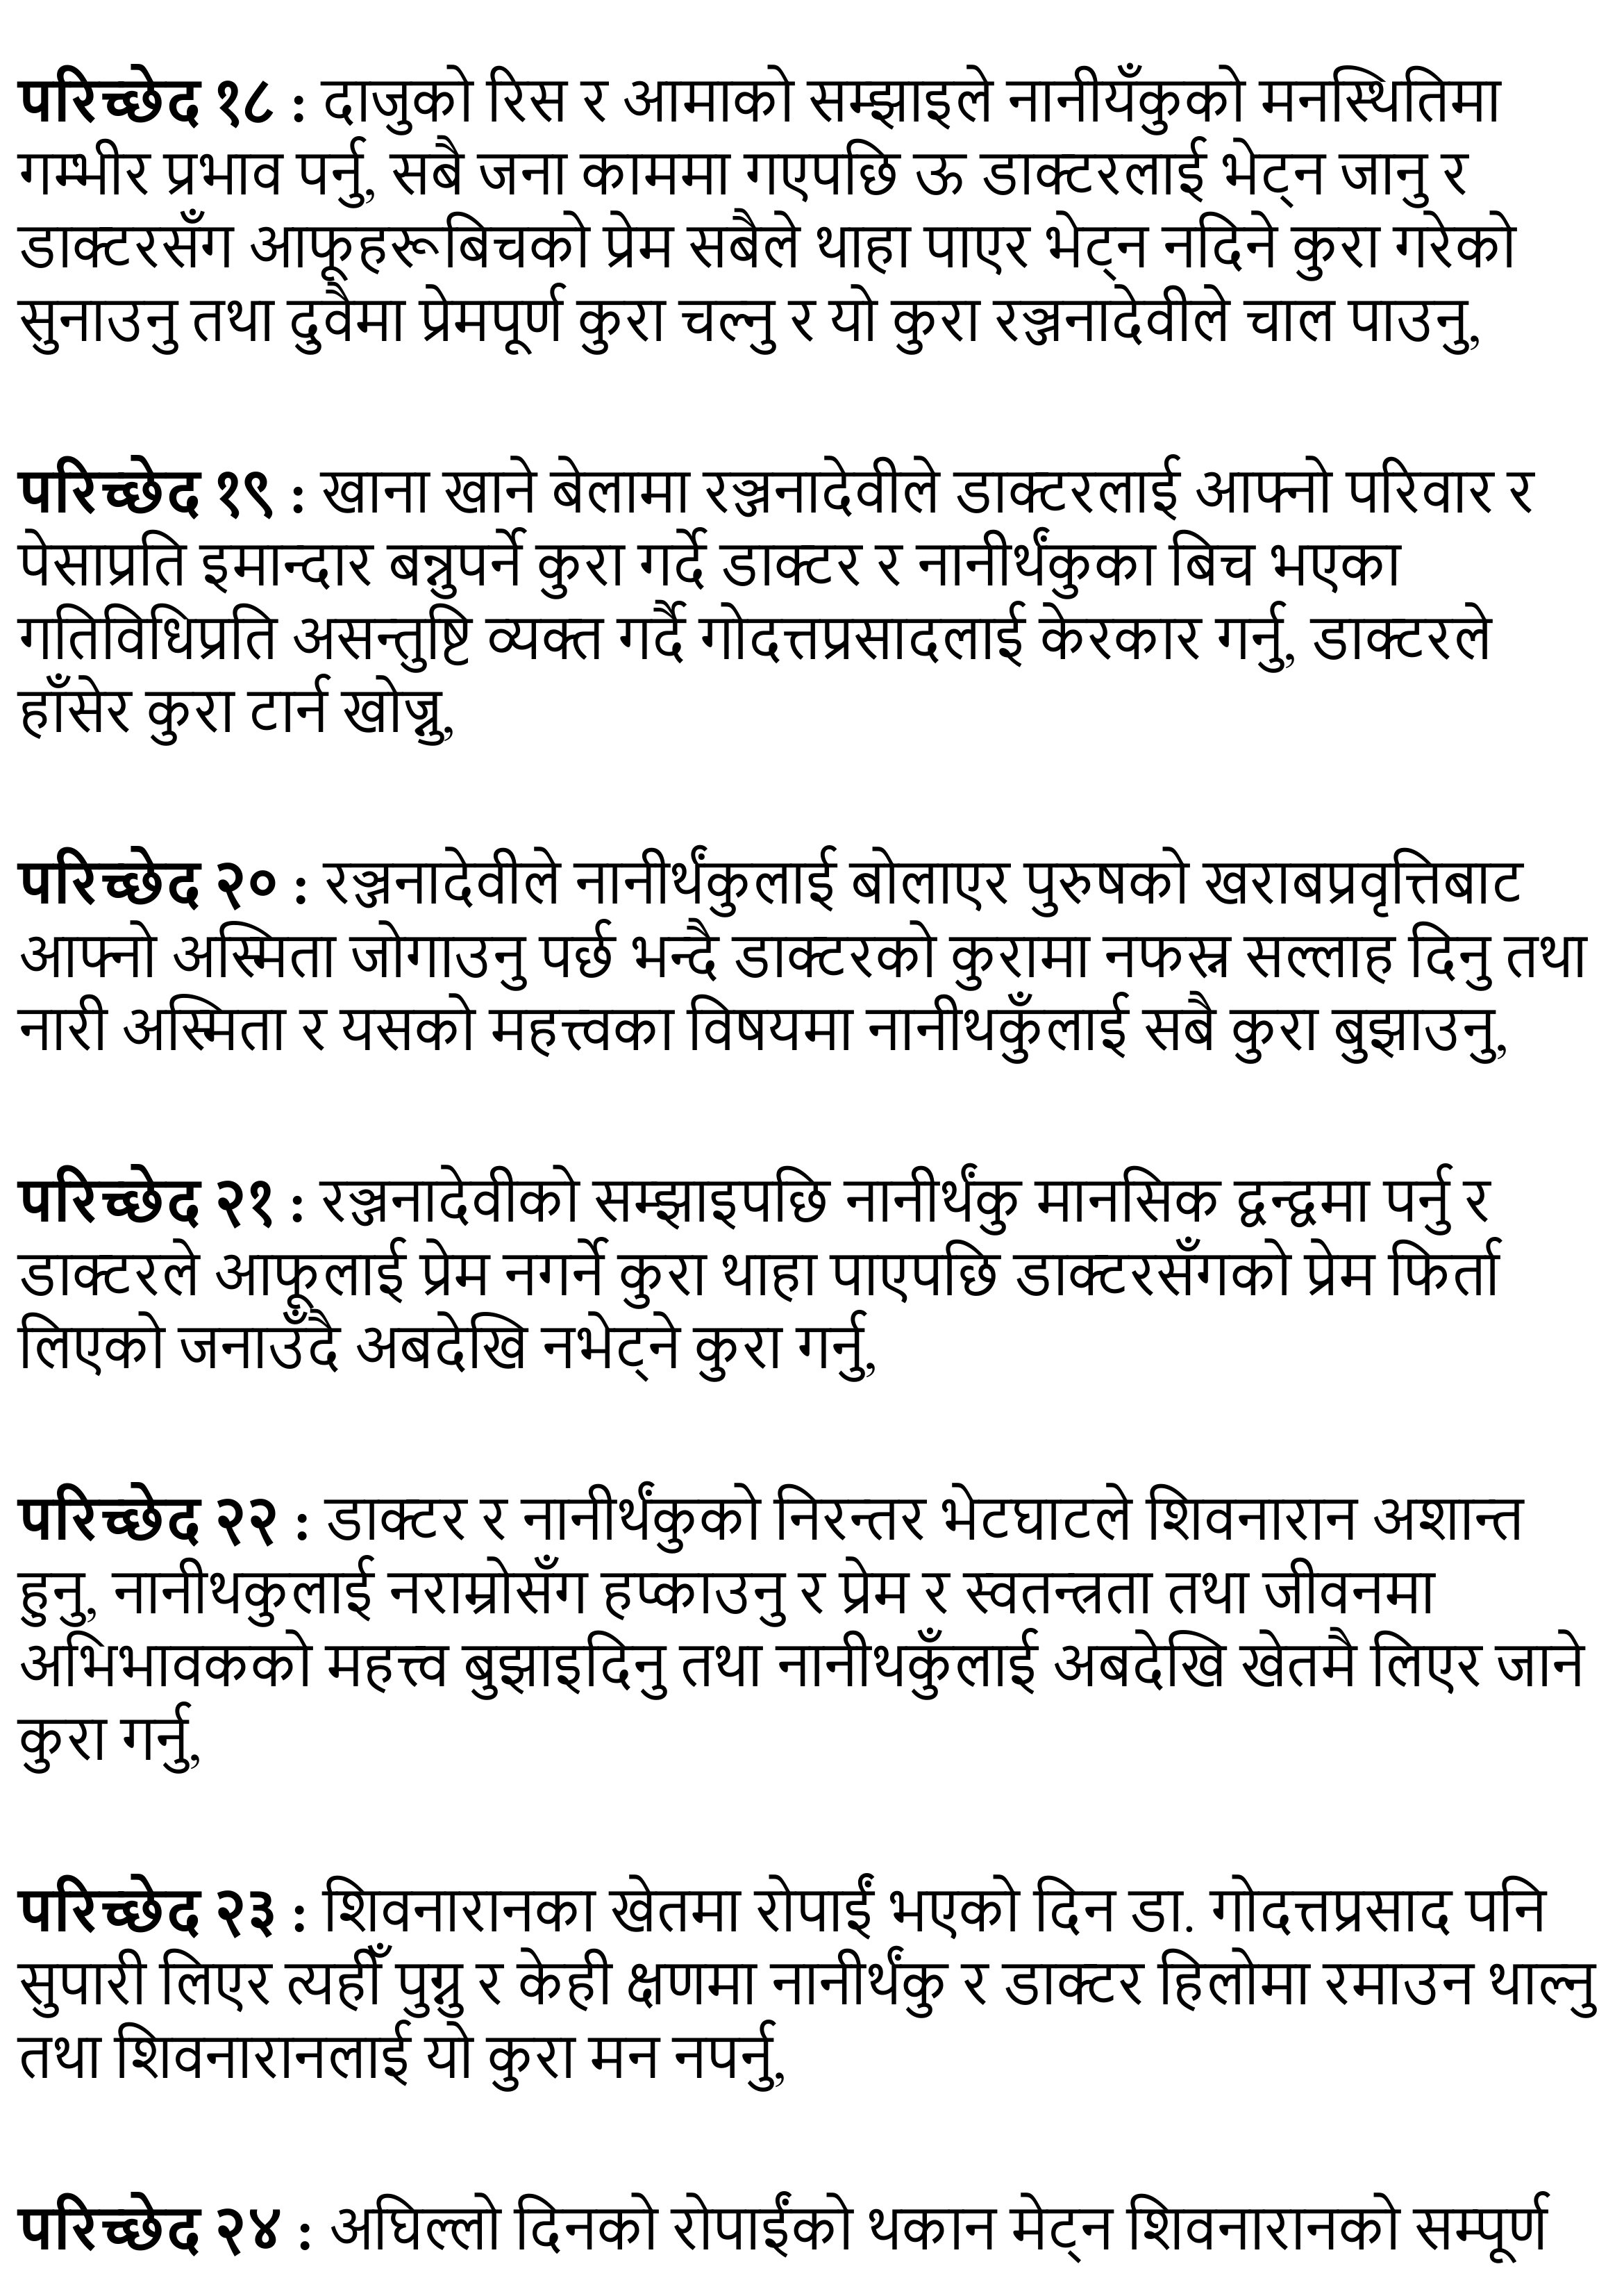 परिच्छेद १८ : दाजुको रिस र आमाको सम्झाइले नानीयँकुको मनस्थितिमा
गम्भीर प्रभाव पर्नु, सबै जना काममा गएपछि ऊ डाक्टरलाई भेट्न जानु र
डाक्टरसँग आफूहरूबिचको प्रेम सबैले थाहा पाएर भेट्न नदिने कुरा गरेको
सुनाउनु तथा दुवैमा प्रेमपूर्ण कुरा चल्नु र यो कुरा रञ्जनादेवीले चाल पाउनु,
परिच्छेद १९ : खाना खाने बेलामा रञ्जनादेवीले डाक्टरलाई आफ्नो परिवार र
पेसाप्रति इमान्दार बन्नुपर्ने कुरा गर्दे डाक्टर र नानीर्थंकुका बिच भएका
गतिविधिप्रति असन्तुष्टि व्यक्त गर्दै गोदत्तप्रसादलाई केरकार गर्नु, डाक्टरले
हाँसेर कुरा टार्न खोज्नु,
परिच्छेद २० : रञ्जनादेवीले नानीर्थंकुलाई बोलाएर पुरुषको खराबप्रवृत्तिबाट
आफ्नो अस्मिता जोगाउनु पर्छ भन्दै डाक्टरको कुरामा नफस्न सल्लाह दिनु तथा
नारी अस्मिता र यसको महत्त्वका विषयमा नानीथकुँलाई सबै कुरा बुझाउनु,
परिच्छेद २१ : रञ्जनादेवीको सम्झाइपछि नानीर्थंकु मानसिक द्वन्द्वमा पर्नु र
डाक्टरले आफूलाई प्रेम नगर्ने कुरा थाहा पाएपछि डाक्टरसँगको प्रेम फिर्ता
लिएको जनाउँदै अबदेखि नभेट्ने कुरा गर्नु,
परिच्छेद २२ : डाक्टर र नानीर्थंकुको निरन्तर भेटघाटले शिवनारान अशान्त
हुनु, नानीथकुलाई नराम्रोसँग हप्काउनु र प्रेम र स्वतन्त्रता तथा जीवनमा
अभिभावकको महत्त्व बुझाइदिनु तथा नानीथकुँलाई अबदेखि खेतमै लिएर जाने
कुरा गर्नु,
परिच्छेद २३ : शिवनारानका खेतमा रोपाईं भएको दिन डा. गोदत्तप्रसाद पनि
सुपारी लिएर त्यहीँ पुग्नु र केही क्षणमा नानीर्थंकु र डाक्टर हिलोमा रमाउन थाल्नु
तथा शिवनारानलाई यो कुरा मन नपर्नु,
परिच्छेद २४ : अघिल्लो दिनको रोपाईंको थकान मेट्न शिवनारानको सम्पूर्ण